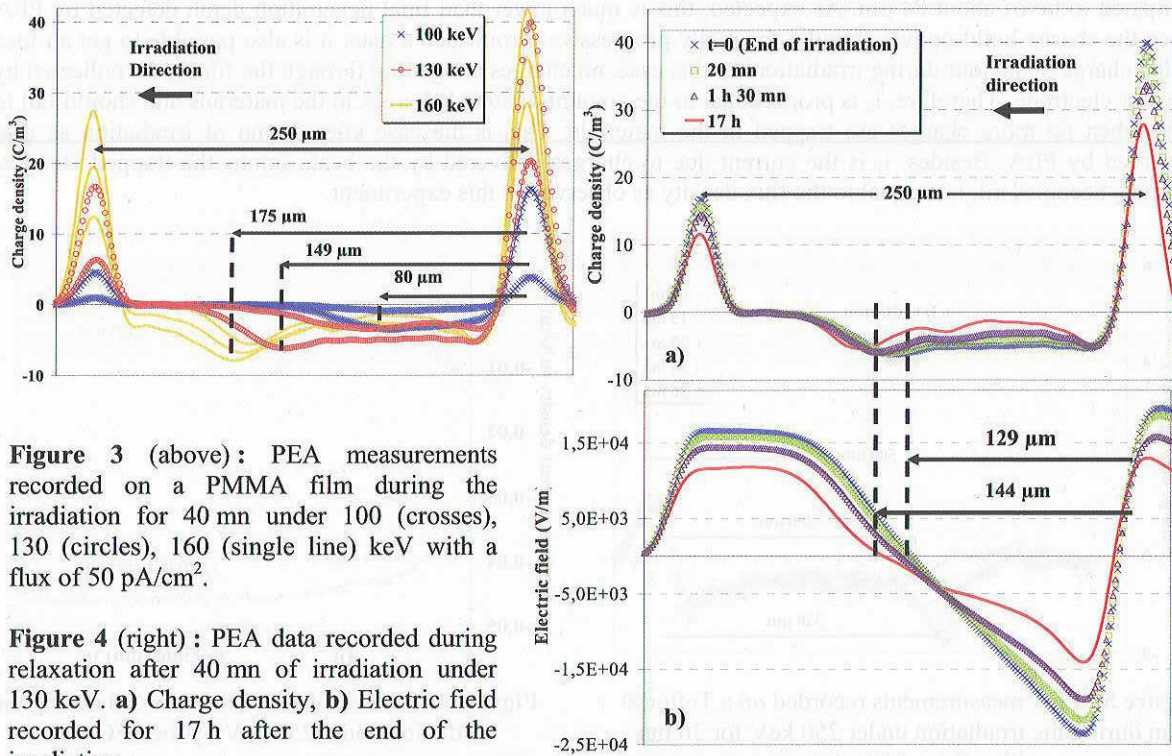 Irradiation
Direction
100 keV
130 keV
160 keV
Charge density (C/m³)
40
30
20
10
0
-10
250 µm
175 µm
149 µm
80 µm
Figure 3 (above) : PEA measurements
recorded on a PMMA film during the
irradiation for 40 mn under 100 (crosses),
130 (circles), 160 (single line) keV with a
flux of 50 pA/cm².
Figure 4 (right) : PEA data recorded during
relaxation after 40 mn of irradiation under
130 keV. a) Charge density, b) Electric field
recorded for 17 h after the end of the
t=0 (End of irradiation)
20 mn
1 h 30 mn
17 h
Irradiation
direction
Charge density (C/m³)
40
30
20
10
0
-10
250 µm
a)
Electric field (V/m)
1,5E+04
5,0E+03
-5,0E+03
-1,5E+04
-2,5E+04
129 µm
144 µm
b)